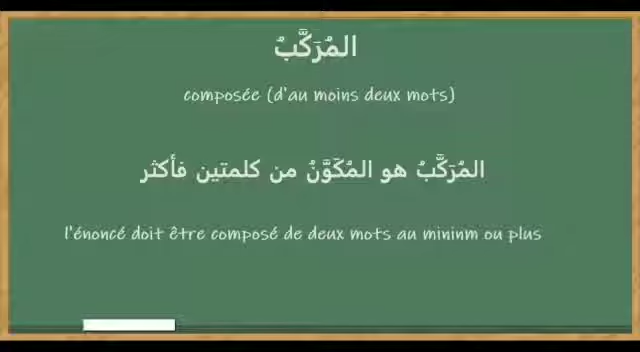 المُرَكَّبُ
composée (d'au moins deux mots)
المُرَكَّبُ هو المُكَوَّنُ من كلمتين فأكثر
l'énoncé doit être composé de deux mots au mininm ou plus